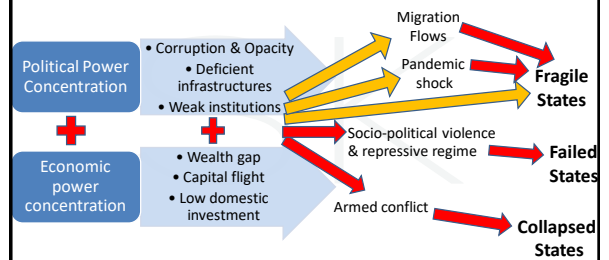 Political Power
Concentration
• Corruption & Opacity
• Deficient
infrastructures
• Weak institutions
Economic
power
concentration
• Wealth gap
• Capital flight
• Low domestic
investment
Migration
Flows
Pandemic
shock
Fragile
States
Socio-political violence
& repressive regime
Failed
States
Armed conflict
Collapsed
States